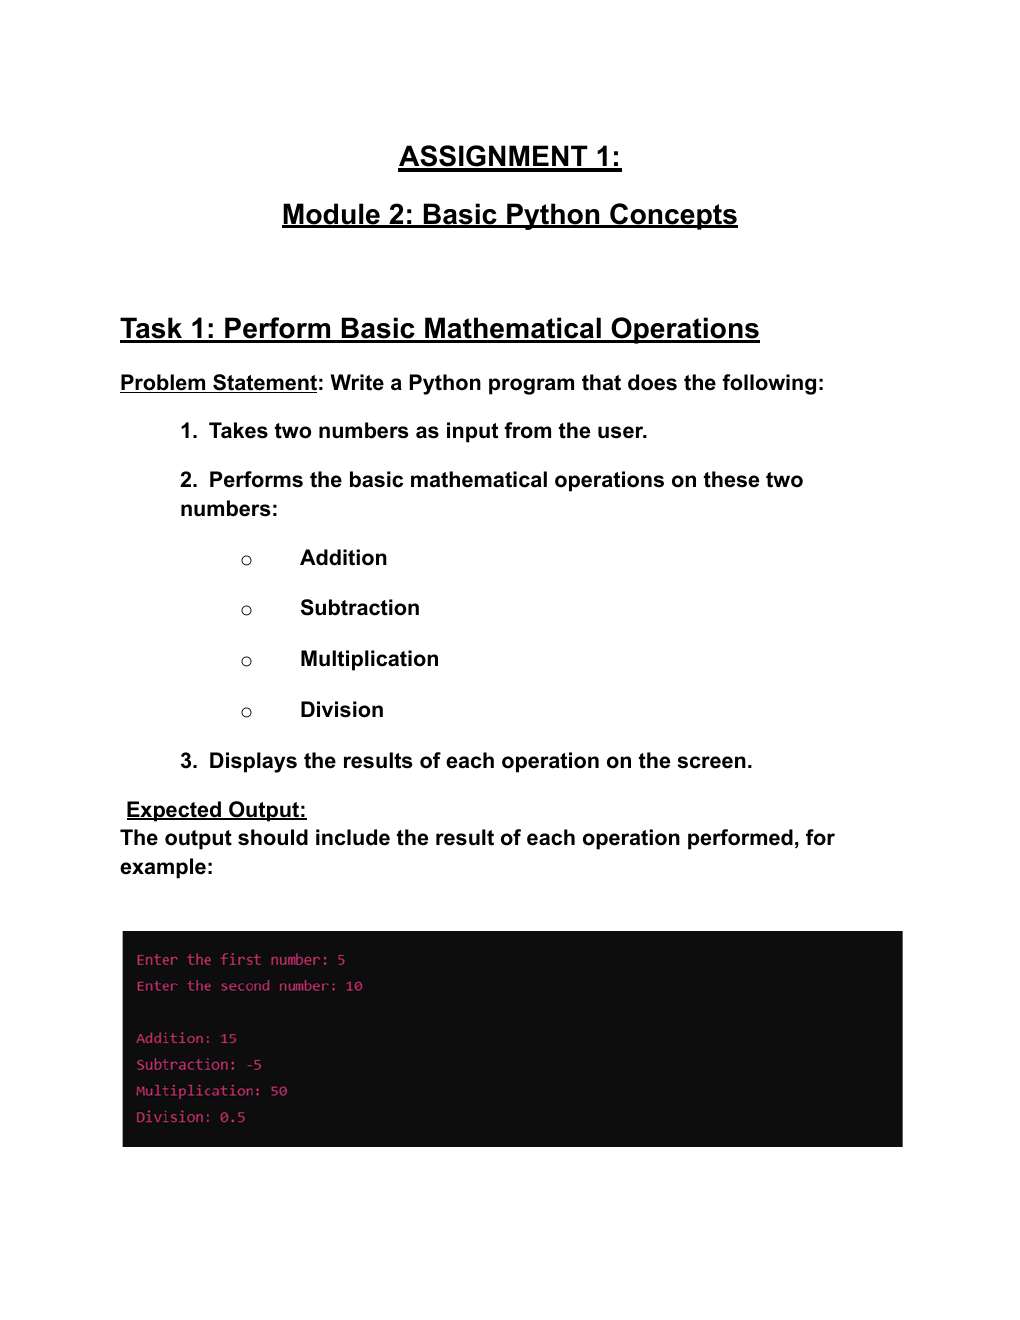 ASSIGNMENT 1:
Module 2: Basic Python Concepts
Task 1: Perform Basic Mathematical Operations
Problem Statement: Write a Python program that does the following:
1. Takes two numbers as input from the user.
2. Performs the basic mathematical operations on these two
numbers:
○ Addition
○ Subtraction
○ Multiplication
○ Division
3. Displays the results of each operation on the screen.
Expected Output:
The output should include the result of each operation performed, for
example:
Enter the first number: 5
Enter the second number: 10
Addition: 15
Subtraction: -5
Multiplication: 50
Division: 0.5